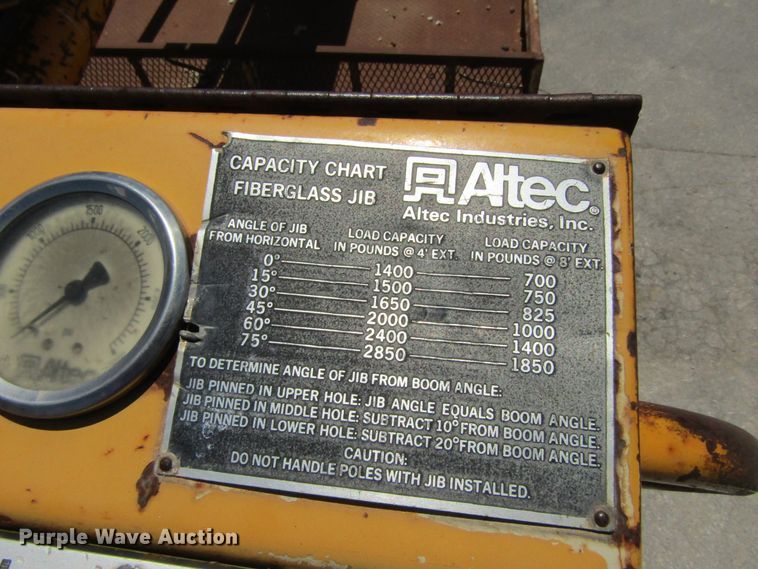 CAPACITY CHART
FIBERGLASS JIB
Altec
Altec Industries, Inc.
ANGLE OF JIB
FROM HORIZONTAL
LOAD CAPACITY
IN POUNDS @ 4' EXT.
LOAD CAPACITY
IN POUNDS @ 8' EXT.
0° 1400 700
15° 1500 750
30° 1650 825
45° 2000 1000
60° 2400 1400
75° 2850 1850
TO DETERMINE ANGLE OF JIB FROM BOOM ANGLE:
JIB PINNED IN UPPER HOLE: JIB ANGLE EQUALS BOOM ANGLE.
JIB PINNED IN MIDDLE HOLE: SUBTRACT 10° FROM BOOM ANGLE.
JIB PINNED IN LOWER HOLE: SUBTRACT 20° FROM BOOM ANGLE.
CAUTION:
DO NOT HANDLE POLES WITH JIB INSTALLED.
1500
2000
Altec
Purple Wave Auction